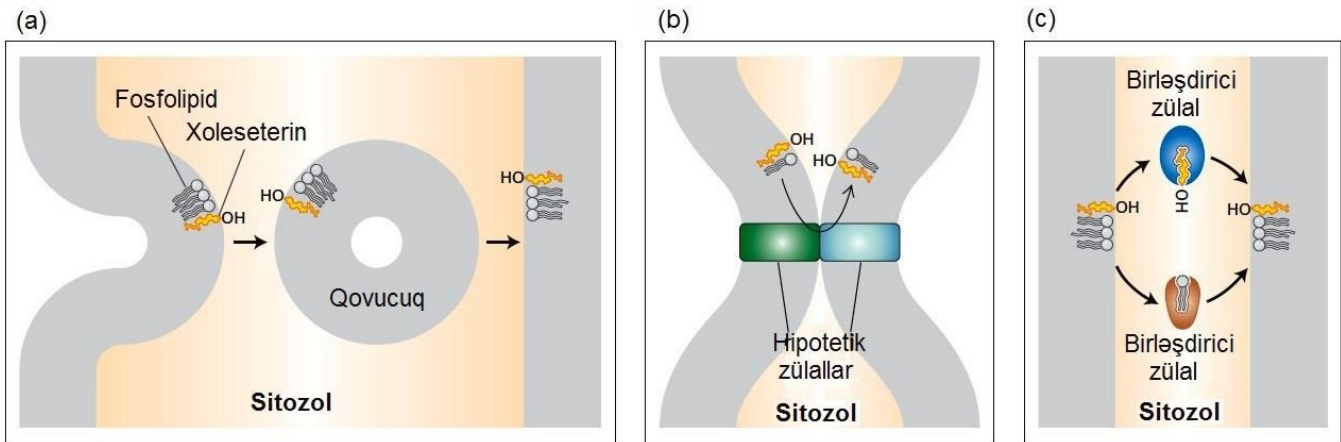 (a)
Fosfolipid
Xoleseterin
OH
HO
HO
Qovucuq
Sitozol
(b)
OH
HO
Hipotetik
zülallar
Sitozol
(c)
Birləşdirici
zülal
OH
OH
HO
Birləşdirici
zülal
Sitozol